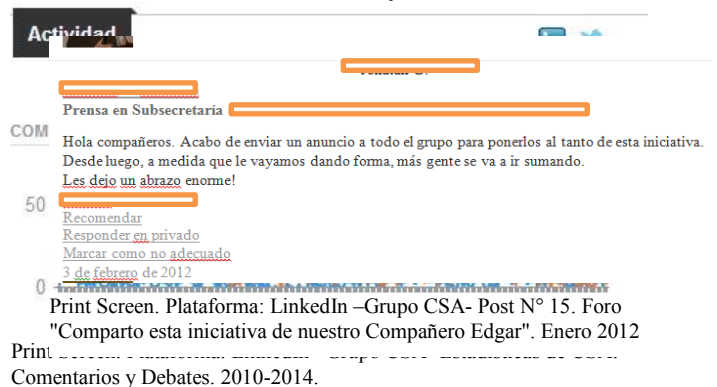 Actividad
Prensa en Subsecretaría
COM
Hola compañeros. Acabo de enviar un anuncio a todo el grupo para ponerlos al tanto de esta iniciativa.
Desde luego, a medida que le vayamos dando forma, más gente se va a ir sumando.
Les dejo un abrazo enorme!
50
Recomendar
Responder en privado
Marcar como no adecuado
3 de febrero de 2012
0
Print Screen. Plataforma: LinkedIn –Grupo CSA- Post N° 15. Foro
"Comparto esta iniciativa de nuestro Compañero Edgar". Enero 2012
Print
Comentarios y Debates. 2010-2014.